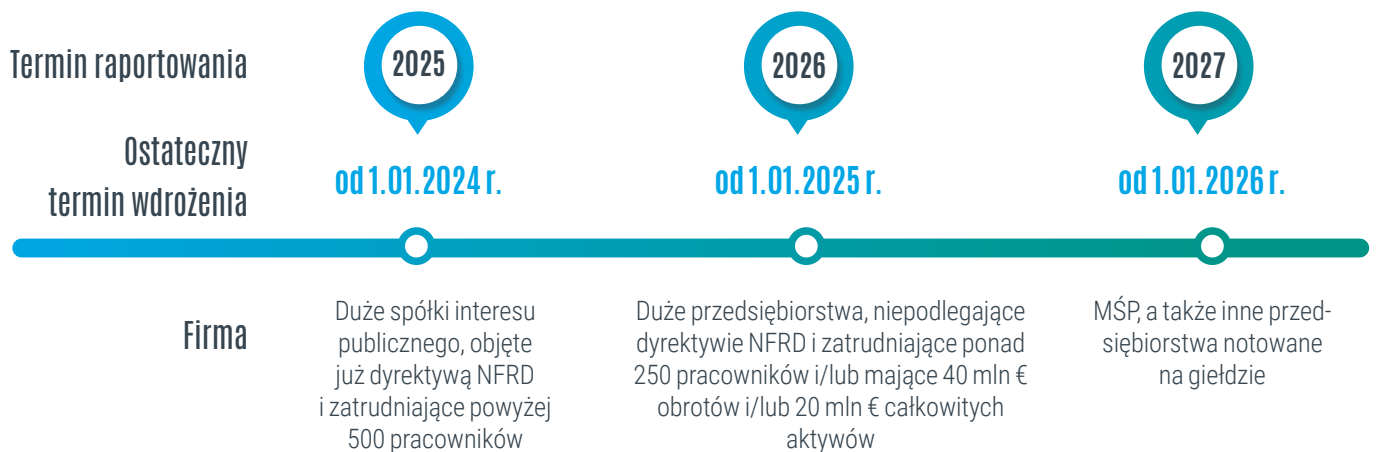 Termin raportowania
2025
2026
2027
Ostateczny
termin wdrożenia
od 1.01.2024 r.
od 1.01.2025 r.
od 1.01.2026 r.
Firma
Duże spółki interesu
publicznego, objęte
już dyrektywą NFRD
i zatrudniające powyżej
500 pracowników
Duże przedsiębiorstwa, niepodlegające
dyrektywie NFRD i zatrudniające ponad
250 pracowników i/lub mające 40 mln €
obrotów i/lub 20 mln € całkowitych
aktywów
MŚP, a także inne przed-
siębiorstwa notowane
na giełdzie